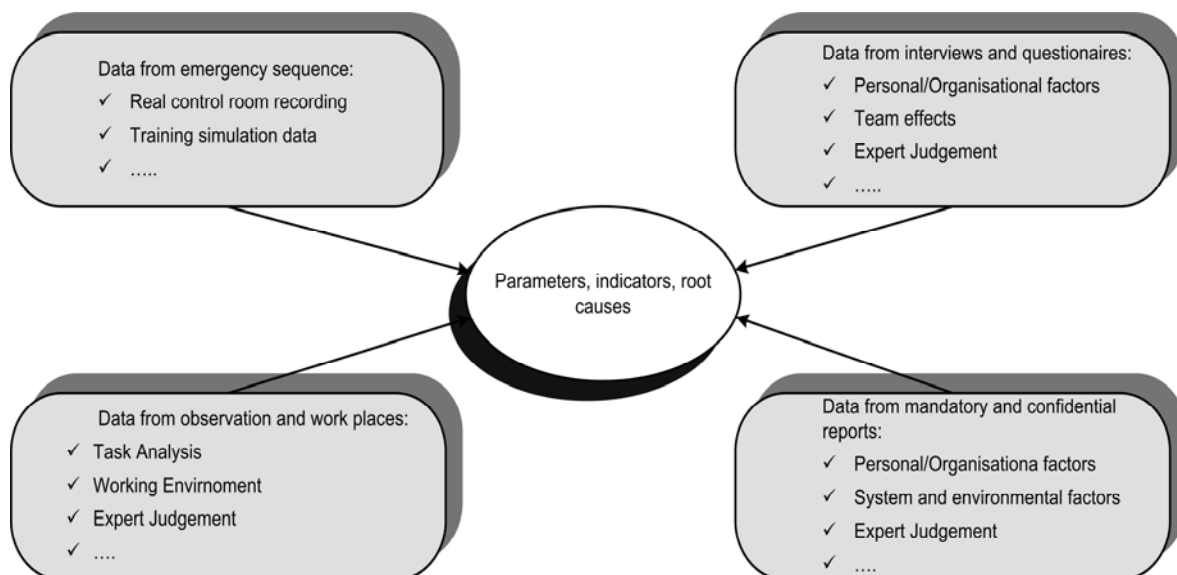 Data from emergency sequence:
✓ Real control room recording
✓ Training simulation data
✓ …..
Data from interviews and questionaires:
✓ Personal/Organisational factors
✓ Team effects
✓ Expert Judgement
✓ …..
Parameters, indicators, root
causes
Data from observation and work places:
✓ Task Analysis
✓ Working Envirnoment
✓ Expert Judgement
✓ ….
Data from mandatory and confidential
reports:
✓ Personal/Organisationa factors
✓ System and environmental factors
✓ Expert Judgement
✓ ….